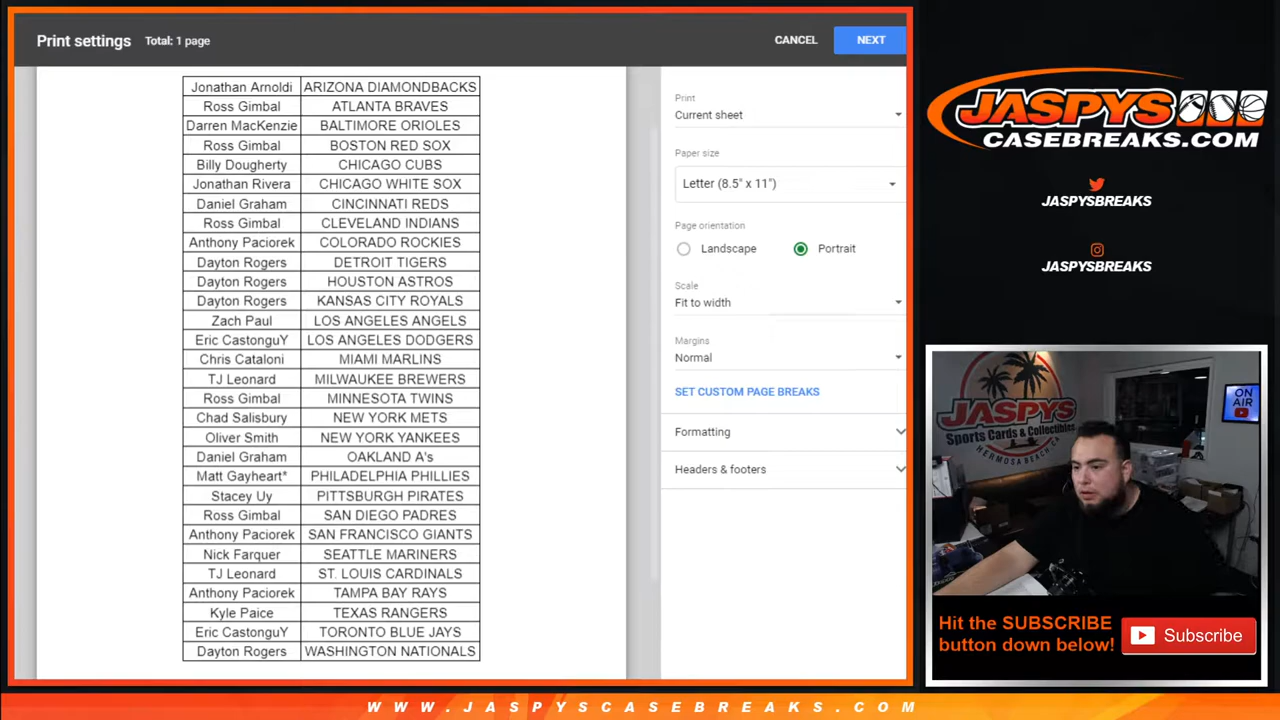 Print settings Total: 1 page CANCEL NEXT
Jonathan Arnoldi ARIZONA DIAMONDBACKS
Ross Gimbal ATLANTA BRAVES
Darren MacKenzie BALTIMORE ORIOLES
Ross Gimbal BOSTON RED SOX
Billy Dougherty CHICAGO CUBS
Jonathan Rivera CHICAGO WHITE SOX
Daniel Graham CINCINNATI REDS
Ross Gimbal CLEVELAND INDIANS
Anthony Paciorek COLORADO ROCKIES
Dayton Rogers DETROIT TIGERS
Dayton Rogers HOUSTON ASTROS
Dayton Rogers KANSAS CITY ROYALS
Zach Paul LOS ANGELES ANGELS
Eric CastonguY LOS ANGELES DODGERS
Chris Cataloni MIAMI MARLINS
TJ Leonard MILWAUKEE BREWERS
Ross Gimbal MINNESOTA TWINS
Chad Salisbury NEW YORK METS
Oliver Smith NEW YORK YANKEES
Daniel Graham OAKLAND A's
Matt Gayheart* PHILADELPHIA PHILLIES
Stacey Uy PITTSBURGH PIRATES
Ross Gimbal SAN DIEGO PADRES
Anthony Paciorek SAN FRANCISCO GIANTS
Nick Farquer SEATTLE MARINERS
TJ Leonard ST. LOUIS CARDINALS
Anthony Paciorek TAMPA BAY RAYS
Kyle Paice TEXAS RANGERS
Eric CastonguY TORONTO BLUE JAYS
Dayton Rogers WASHINGTON NATIONALS
Print
Current sheet
Paper size
Letter (8.5" x 11")
Page orientation
Landscape Portrait
Scale
Fit to width
Margins
Normal
SET CUSTOM PAGE BREAKS
Formatting
Headers & footers
JASPYS
CASEBREAKS.COM
JASPYSBREAKS
JASPYSBREAKS
JASPYS
Sports Cards & Collectibles
HERMOSA BEACH, CA
ON
AIR
Hit the SUBSCRIBE
button down below!
Subscribe
WWW.JASPYSCASEBREAKS.COM